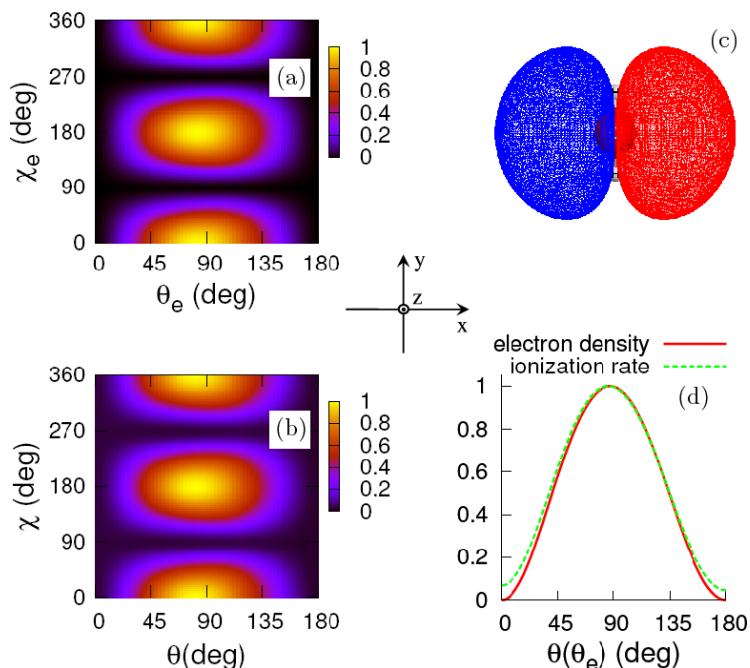 360
270
180
90
0
χe (deg)
0 45 90 135 180
θe (deg)
(a)
1
0.8
0.6
0.4
0.2
0
(c)
y
z
x
360
270
180
90
0
χ (deg)
0 45 90 135 180
θ(deg)
(b)
1
0.8
0.6
0.4
0.2
0
electron density
ionization rate
(d)
1
0.8
0.6
0.4
0.2
0
0 45 90 135 180
θ(θe) (deg)